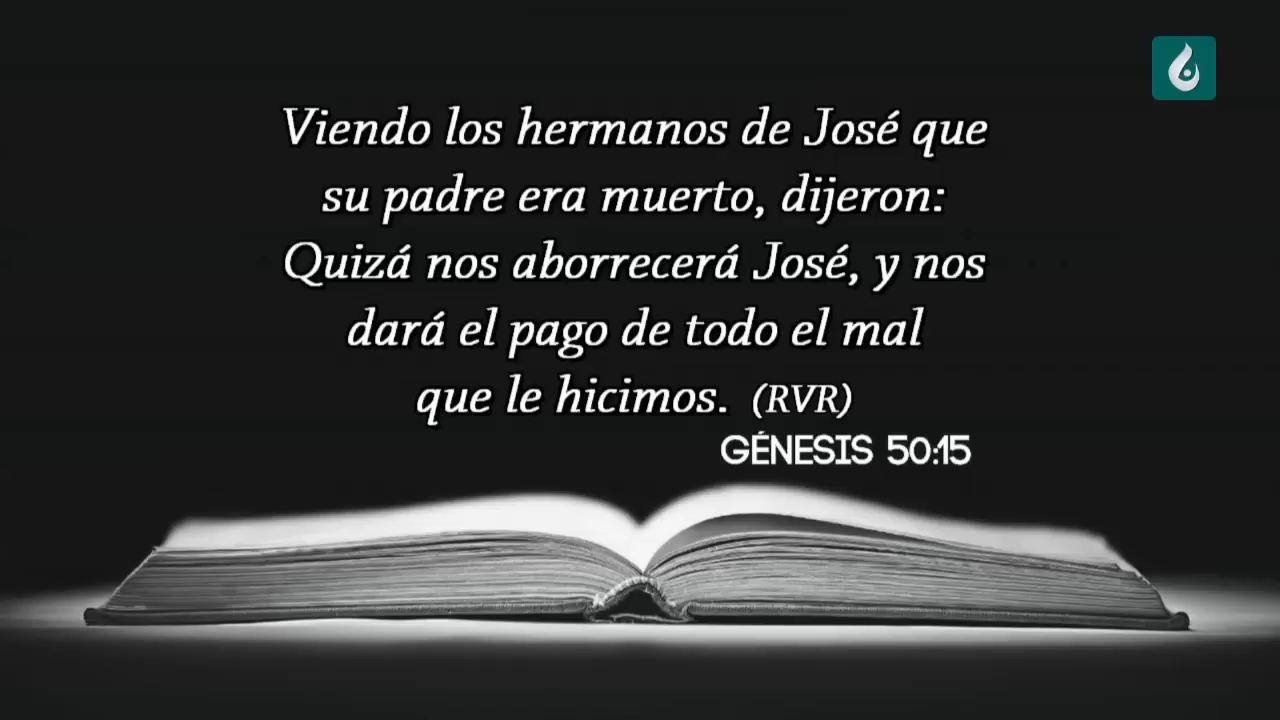 Viendo los hermanos de José que
su padre era muerto, dijeron:
Quizá nos aborrecerá José, y nos
dará el pago de todo el mal
que le hicimos. (RVR)
GÉNESIS 50:15